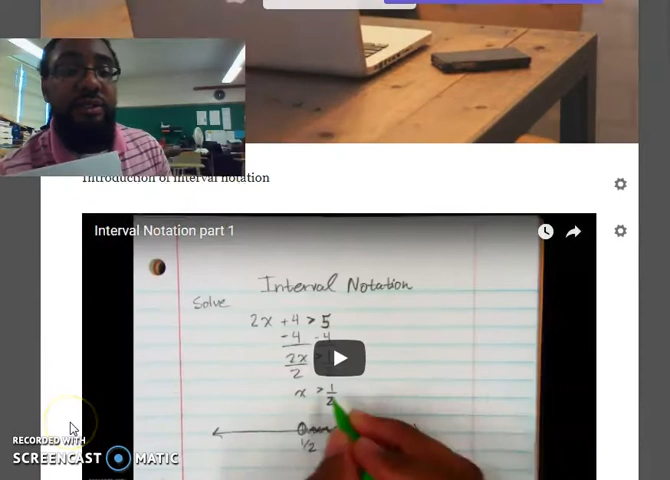 Introduction of interval notation
Interval Notation part 1
Interval Notation
Solve
2x + 4 > 5
-4 -4
2x > 1
2
x > 1
2
1/2
RECORDED WITH
SCREENCAST MATIC